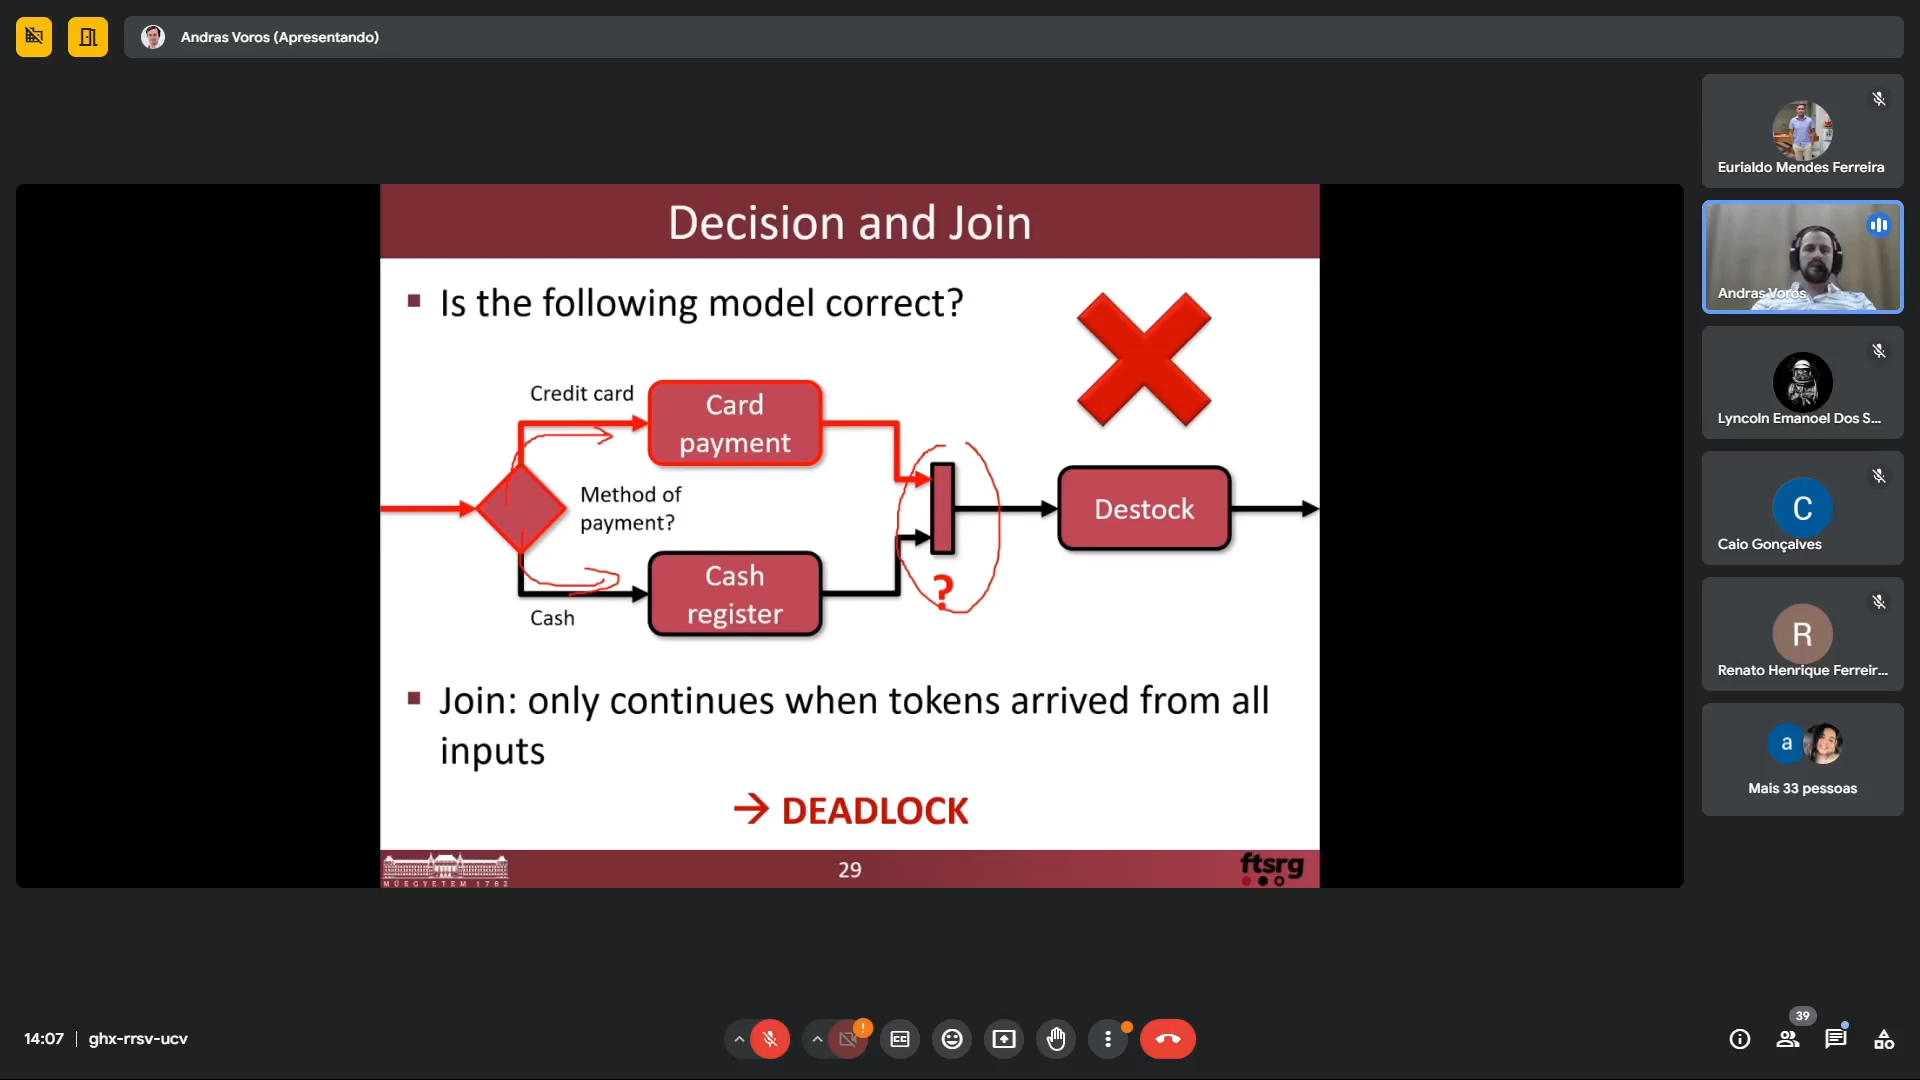 Andras Voros (Apresentando)
Decision and Join
Is the following model correct?
Credit card
Card
payment
Method of
payment?
Destock
Cash
register
Cash
?
Join: only continues when tokens arrived from all
inputs
→ DEADLOCK
MŰEGYETEM 1782
29
ftsrg
Eurialdo Mendes Ferreira
Andras Voros
Lyncoln Emanoel Dos S...
C
Caio Gonçalves
R
Renato Henrique Ferreir...
a
Mais 33 pessoas
14:07 | ghx-rrsv-ucv
!
39